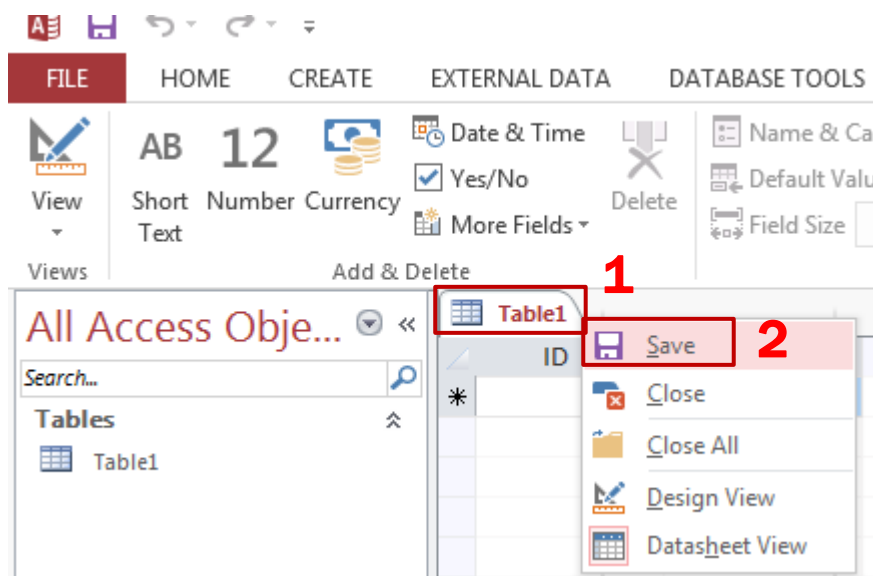 A
FILE HOME CREATE EXTERNAL DATA DATABASE TOOLS
AB 12 Date & Time Name & Ca
Yes/No Default Valu
View Short Number Currency Delete
Text More Fields Field Size
Views Add & Delete
1
All Access Obje... « Table1
2
ID Save
Search...
Close
Tables
Table1 Close All
Design View
Datasheet View